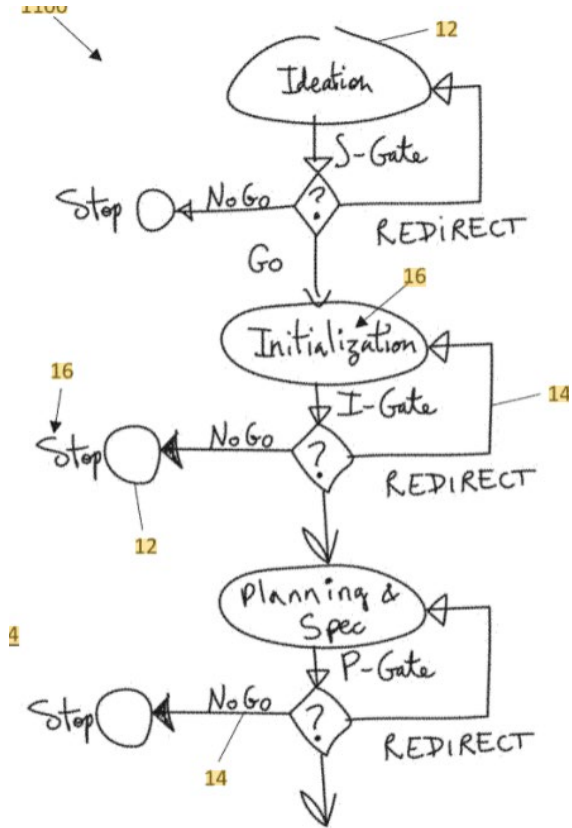 1100
12
Ideation
S-Gate
Stop
NoGo
?
REDIRECT
Go
16
Initialization
16
I-Gate
14
Stop
NoGo
?
REDIRECT
12
Planning &
Spec
4
P-Gate
Stop
NoGo
?
14
REDIRECT